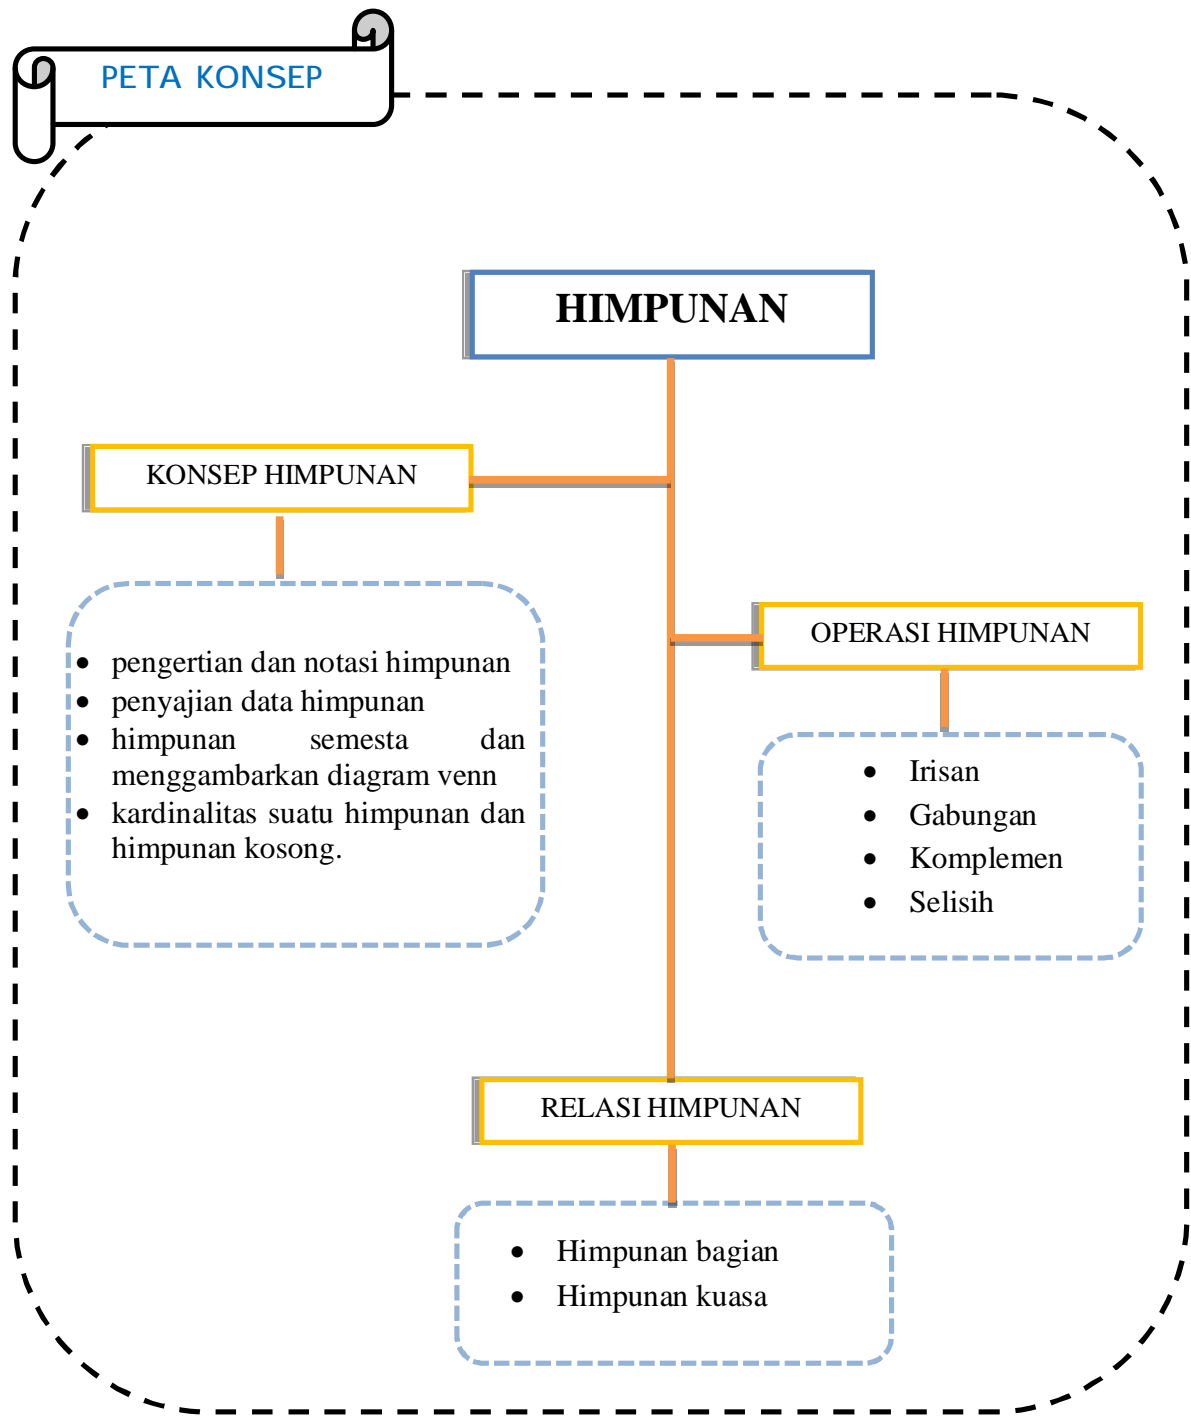 PETA KONSEP
HIMPUNAN
KONSEP HIMPUNAN
• pengertian dan notasi himpunan
• penyajian data himpunan
• himpunan semesta dan
menggambarkan diagram venn
• kardinalitas suatu himpunan dan
himpunan kosong.
OPERASI HIMPUNAN
• Irisan
• Gabungan
• Komplemen
• Selisih
RELASI HIMPUNAN
• Himpunan bagian
• Himpunan kuasa